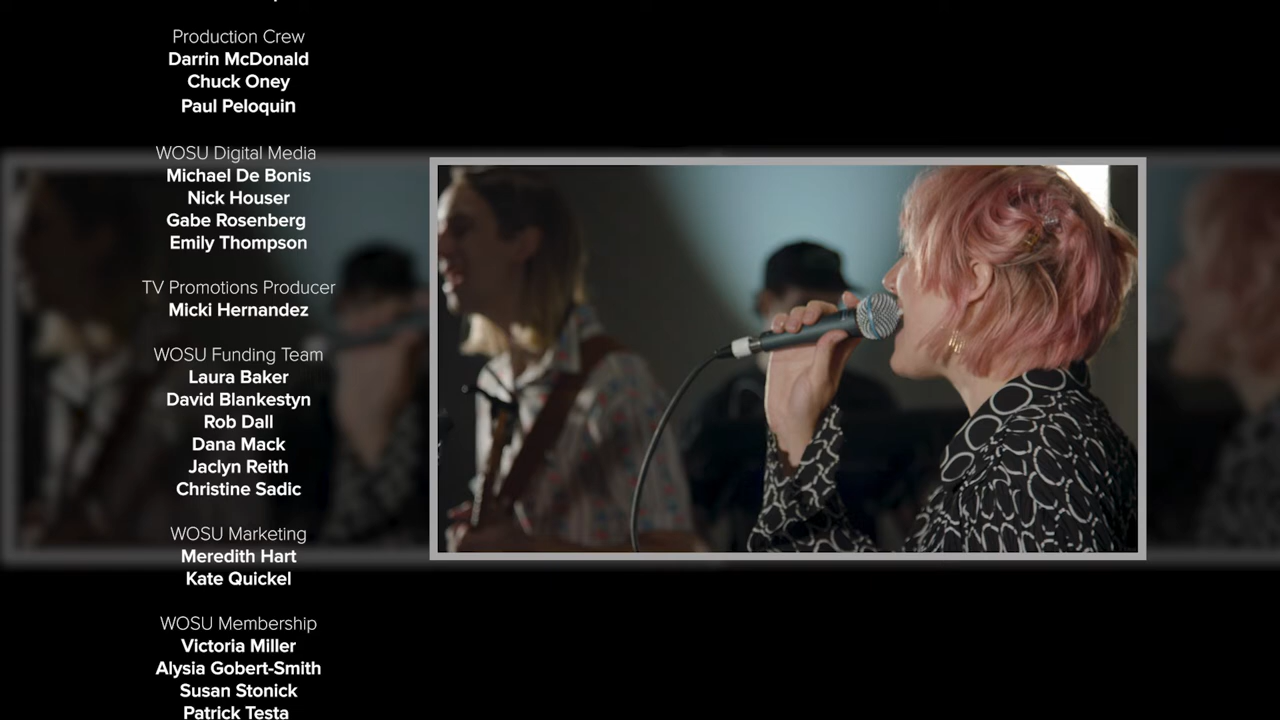 Production Crew
Darrin McDonald
Chuck Oney
Paul Peloquin
WOSU Digital Media
Michael De Bonis
Nick Houser
Gabe Rosenberg
Emily Thompson
TV Promotions Producer
Micki Hernandez
WOSU Funding Team
Laura Baker
David Blankestyn
Rob Dall
Dana Mack
Jaclyn Reith
Christine Sadic
WOSU Marketing
Meredith Hart
Kate Quickel
WOSU Membership
Victoria Miller
Alysia Gobert-Smith
Susan Stonick
Patrick Testa